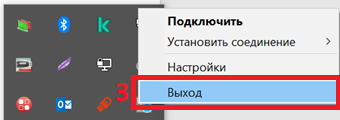 Подключить
Установить соединение
Настройки
3
Выход